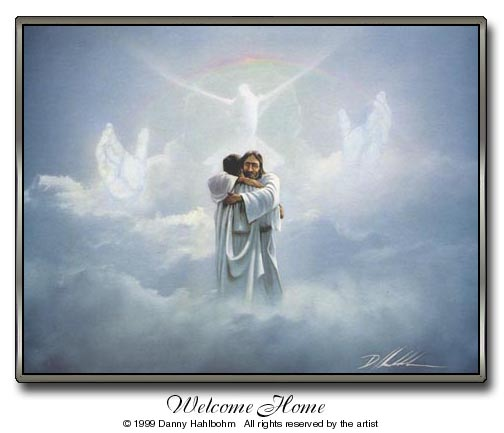 Welcome Home
© 1999 Danny Hahlbohm   All rights reserved by the artist